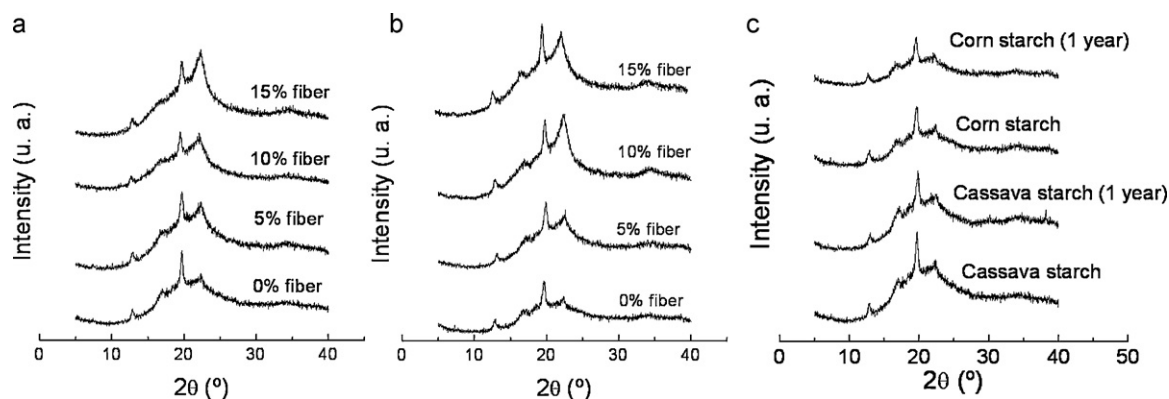 a
Intensity (u. a.)
15% fiber
10% fiber
5% fiber
0% fiber
0 10 20 30 40
2θ (º)
b
Intensity (u. a.)
15% fiber
10% fiber
5% fiber
0% fiber
0 10 20 30 40
2θ (º)
c
Intensity (u. a.)
Corn starch (1 year)
Corn starch
Cassava starch (1 year)
Cassava starch
0 10 20 30 40 50
2θ (º)